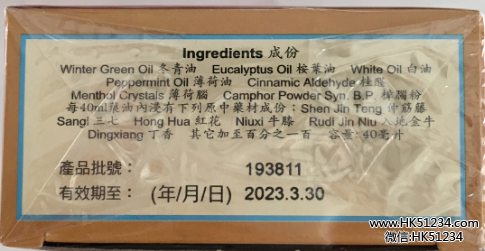 Ingredients 成份
Winter Green Oil 冬青油 Eucalyptus Oil 桉葉油 White Oil 白油
Peppermint Oil 薄荷油 Cinnamic Aldehyde 桂醛
Menthol Crystals 薄荷腦 Camphor Powder Syn. B.P. 樟腦粉
每40ml藥油內浸有下列原中藥材成份：Shen Jin Teng 伸筋藤
Sanqi 三七 Hong Hua 紅花 Niuxi 牛膝 Rudi Jin Niu 入地金牛
Dingxiang 丁香 其它加至百分之一百 容量：40毫升
產品批號： 193811
有效期至： (年/月/日) 2023.3.30
www.HK51234.com
微信:HK51234